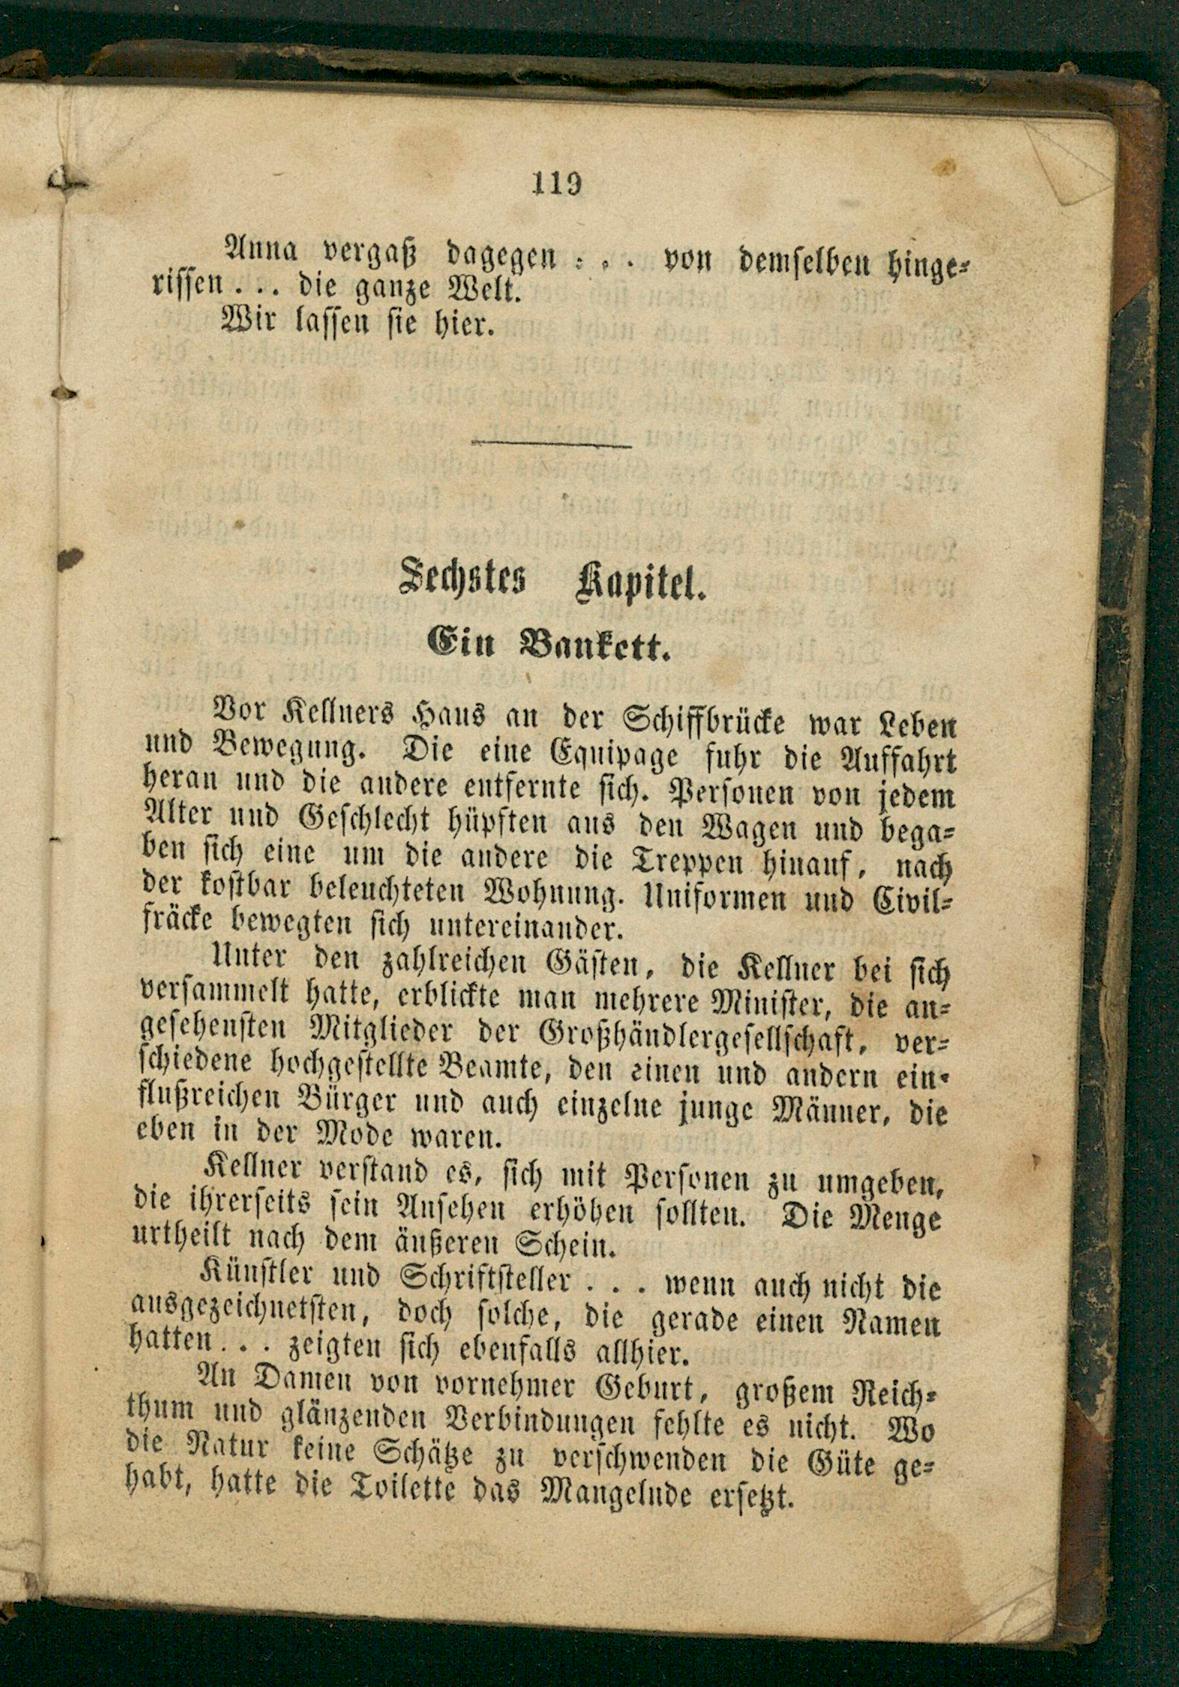 119
Anna vergaß dagegen . . . von demselben hinge-
rissen . . . die ganze Welt.
Wir lassen sie hier.
Sechstes Kapitel.
Ein Bankett.
Vor Kellners Haus an der Schiffbrücke war Leben
und Bewegung. Die eine Equipage fuhr die Auffahrt
heran und die andere entfernte sich. Personen von jedem
Alter und Geschlecht hüpften aus den Wagen und bega-
ben sich eine um die andere die Treppen hinauf, nach
der kostbar beleuchteten Wohnung. Uniformen und Civil-
fräcke bewegten sich untereinander.
Unter den zahlreichen Gästen, die Kellner bei sich
versammelt hatte, erblickte man mehrere Minister, die an-
gesehensten Mitglieder der Großhändlergesellschaft, ver-
schiedene hochgestellte Beamte, den einen und andern ein-
flußreichen Bürger und auch einzelne junge Männer, die
eben in der Mode waren.
Kellner verstand es, sich mit Personen zu umgeben,
die ihrerseits sein Ansehen erhöhen sollten. Die Menge
urtheilt nach dem äußeren Schein.
Künstler und Schriftsteller . . . wenn auch nicht die
ausgezeichnetsten, doch solche, die gerade einen Namen
hatten . . . zeigten sich ebenfalls allhier.
An Damen von vornehmer Geburt, großem Reich-
thum und glänzenden Verbindungen fehlte es nicht. Wo
die Natur keine Schätze zu verschwenden die Güte ge-
habt, hatte die Toilette das Mangelnde ersetzt.